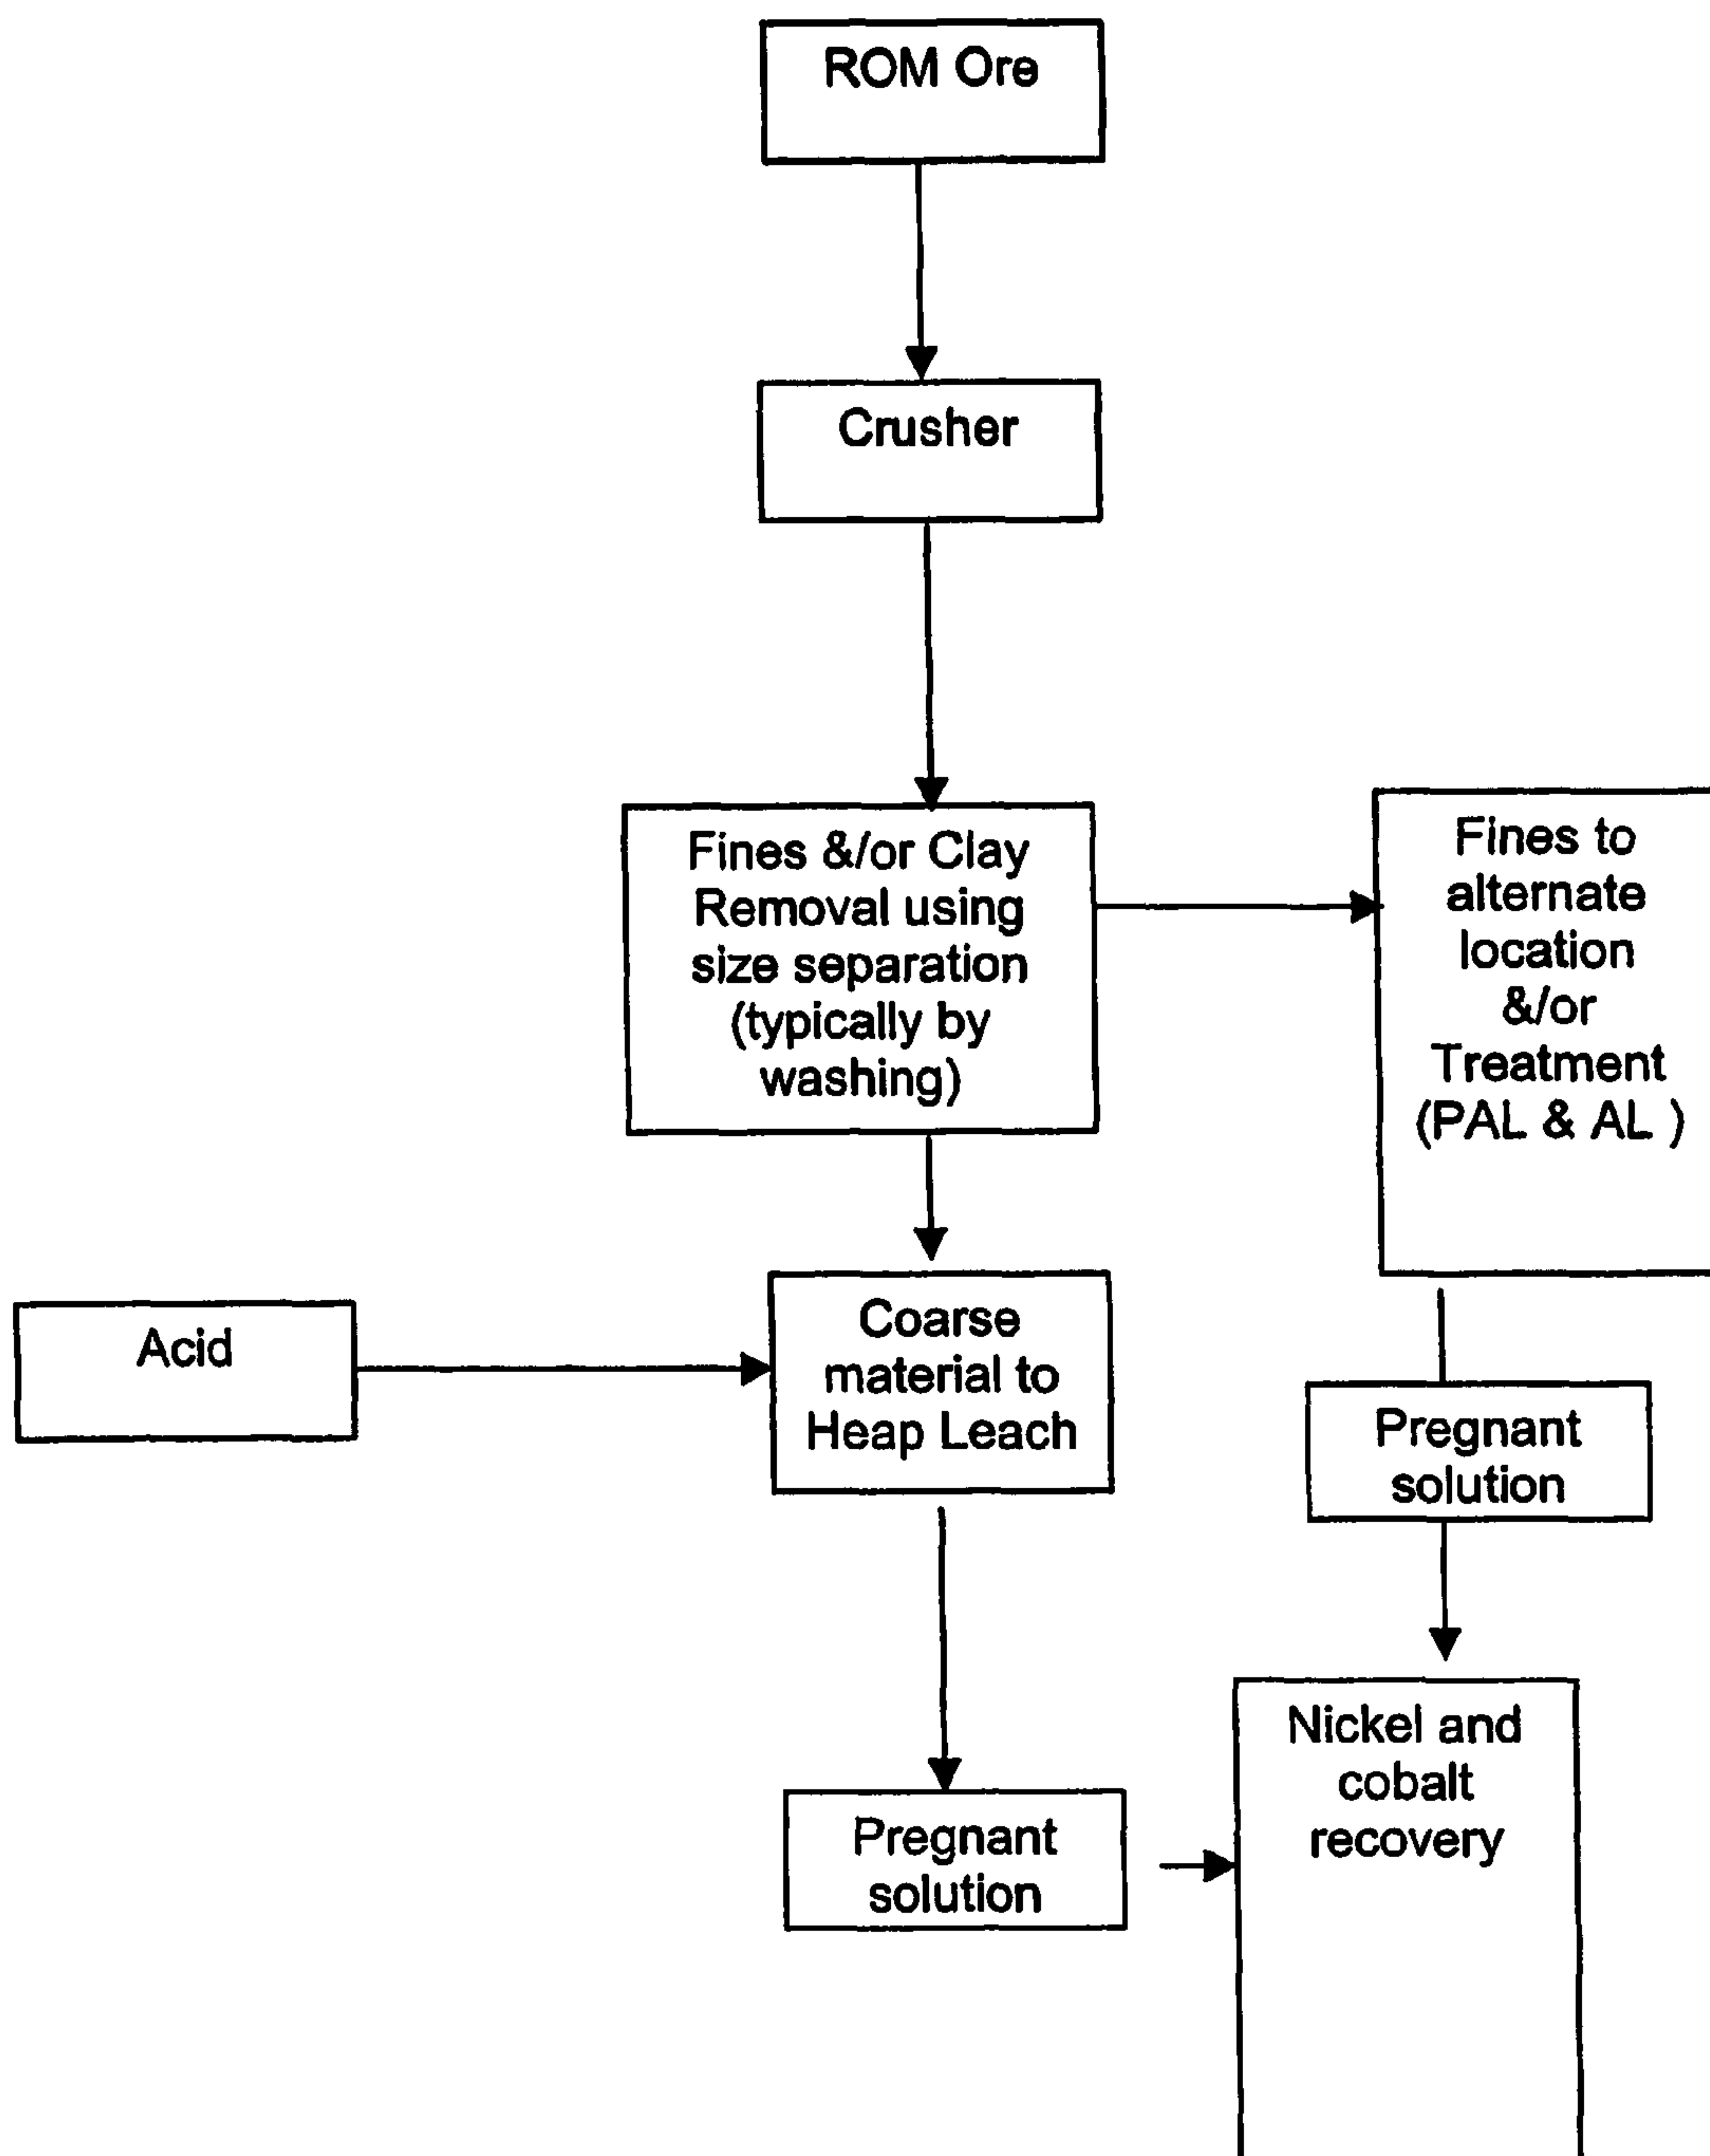 ROM Ore
Crusher
Fines &/or Clay
Removal using
size separation
(typically by
washing)
Fines to
alternate
location
&/or
Treatment
(PAL & AL )
Acid
Coarse
material to
Heap Leach
Pregnant
solution
Pregnant
solution
Nickel and
cobalt
recovery